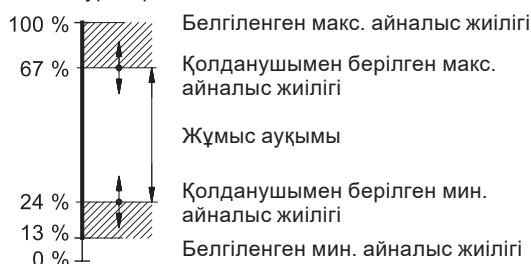 100 % Белгіленген макс. айналыс жиілігі
67 % Қолданушымен берілген макс.
айналыс жиілігі
Жұмыс ауқымы
24 % Қолданушымен берілген мин.
айналыс жиілігі
13 %
Белгіленген мин. айналыс жиілігі
0 %